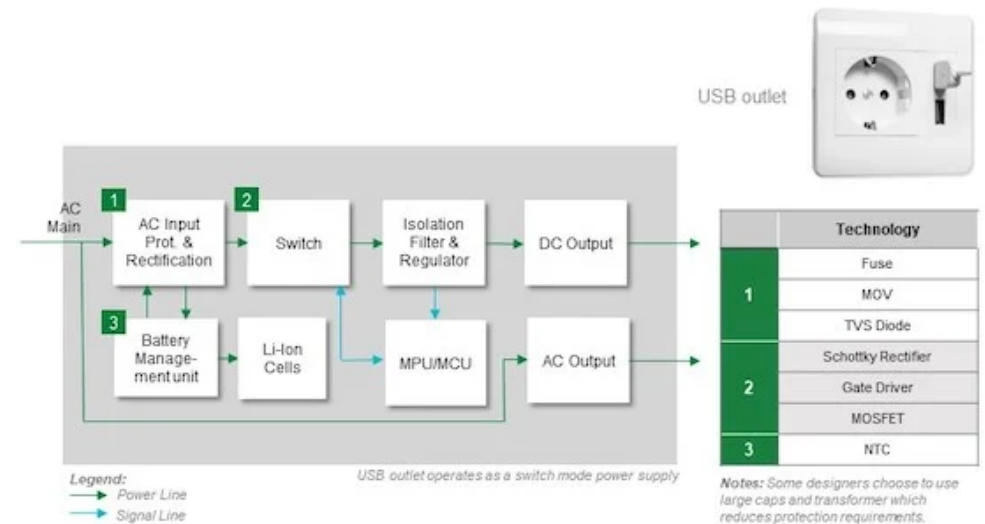 USB outlet
AC
Main
1
AC Input
Prot. &
Rectification
2
Switch
Isolation
Filter &
Regulator
DC Output
3
Battery
Manage-
ment unit
Li-Ion
Cells
MPU/MCU
AC Output
Legend:
Power Line
Signal Line
USB outlet operates as a switch mode power supply
Technology
1
Fuse
MOV
TVS Diode
2
Schottky Rectifier
Gate Driver
MOSFET
3
NTC
Notes: Some designers choose to use
large caps and transformer which
reduces protection requirements.